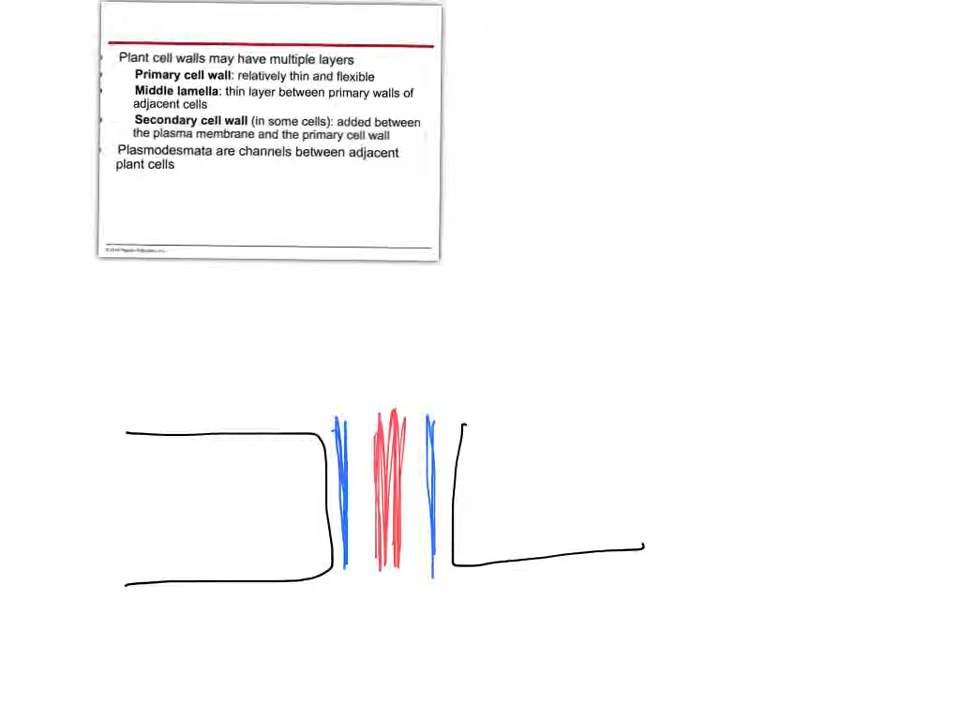 Plant cell walls may have multiple layers
Primary cell wall: relatively thin and flexible
Middle lamella: thin layer between primary walls of
adjacent cells
Secondary cell wall (in some cells): added between
the plasma membrane and the primary cell wall
Plasmodesmata are channels between adjacent
plant cells